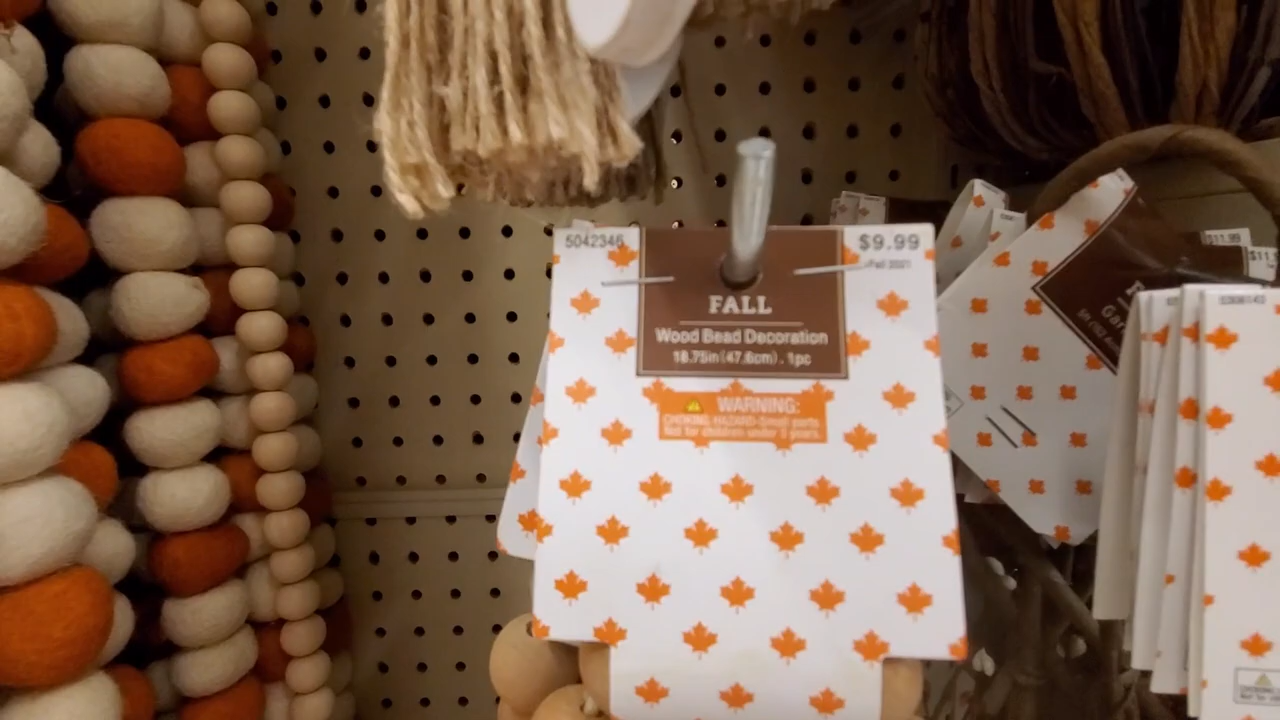 5042346
$9.99
Fall 2021
FALL
Wood Bead Decoration
18.75in (47.6cm) . 1pc
WARNING:
CHOKING HAZARD-Small parts
Not for children under 3 years.
$11.99